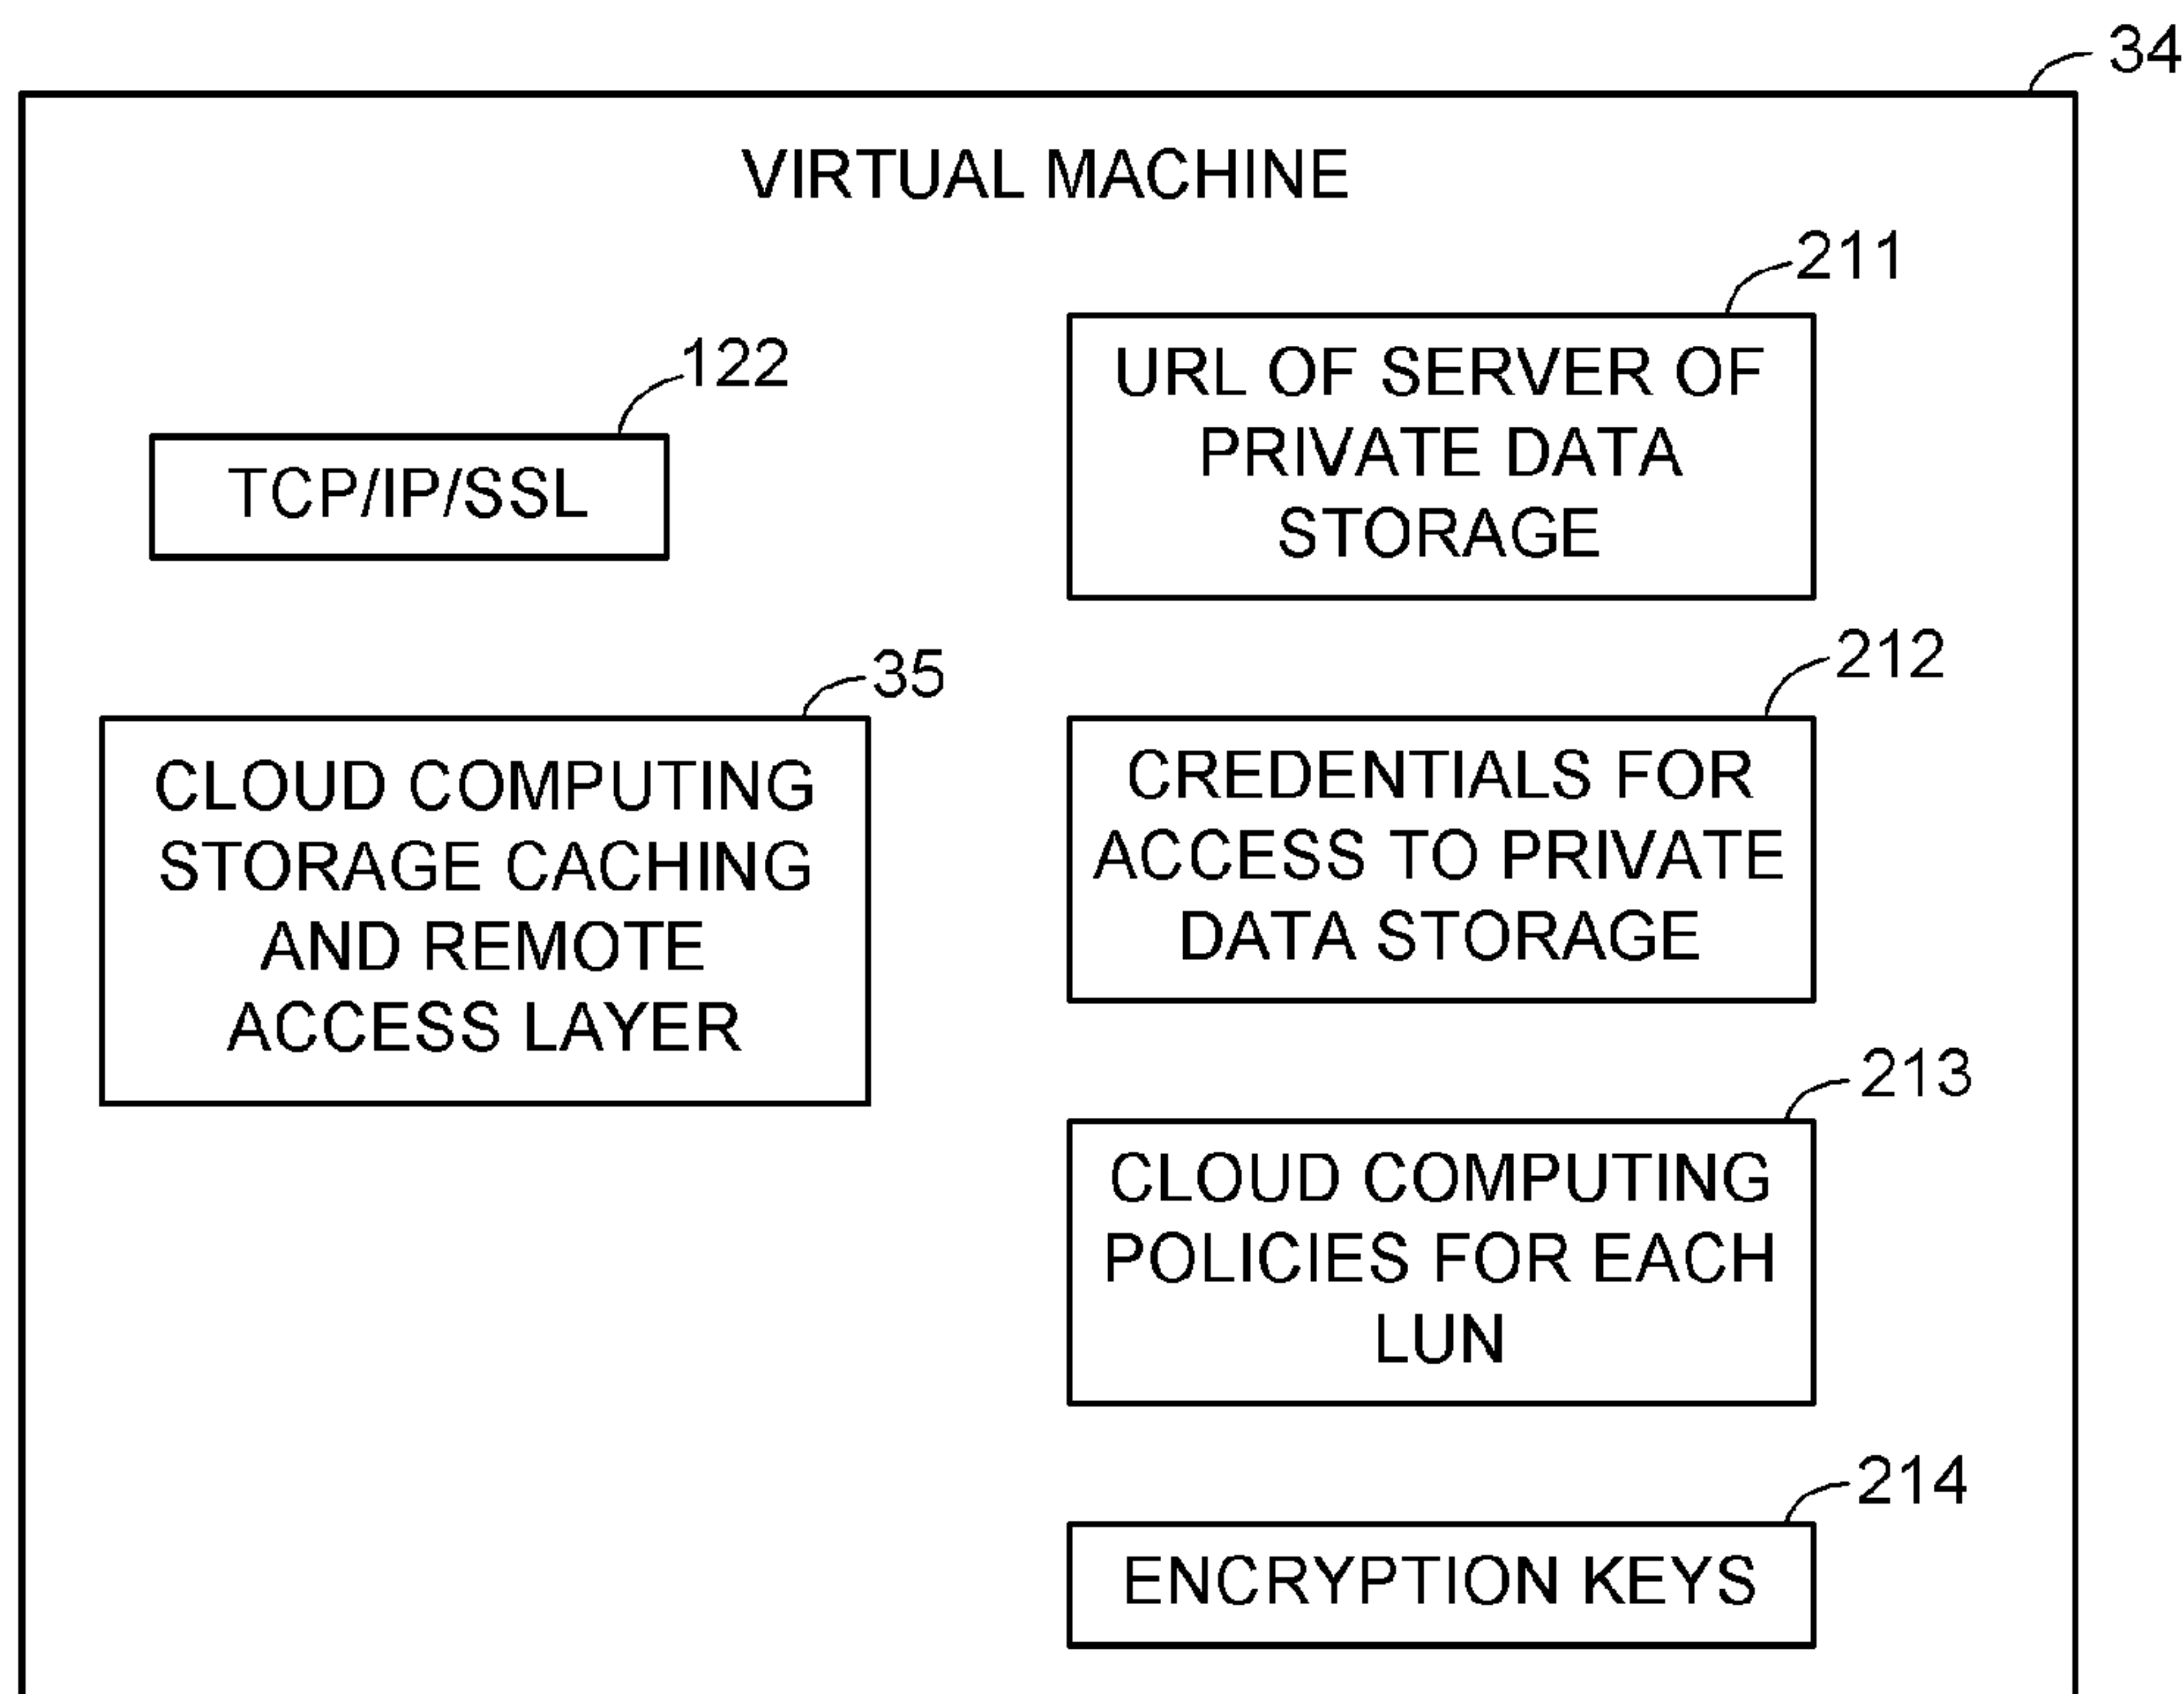 34
VIRTUAL MACHINE
211
URL OF SERVER OF
PRIVATE DATA
STORAGE
122
TCP/IP/SSL
35
CLOUD COMPUTING
STORAGE CACHING
AND REMOTE
ACCESS LAYER
212
CREDENTIALS FOR
ACCESS TO PRIVATE
DATA STORAGE
213
CLOUD COMPUTING
POLICIES FOR EACH
LUN
214
ENCRYPTION KEYS